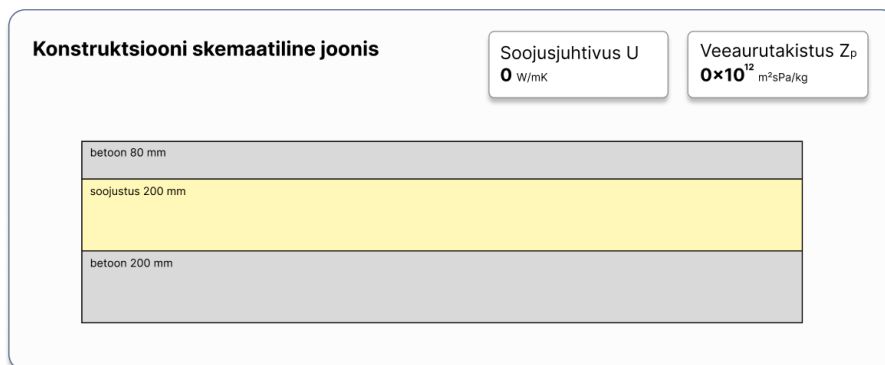 Konstruktsiooni skemaatiline joonis
Soojusjuhtivus U
0 W/mK
Veeaurutakistus Zp
0×10¹² m²sPa/kg
betoon 80 mm
soojustus 200 mm
betoon 200 mm